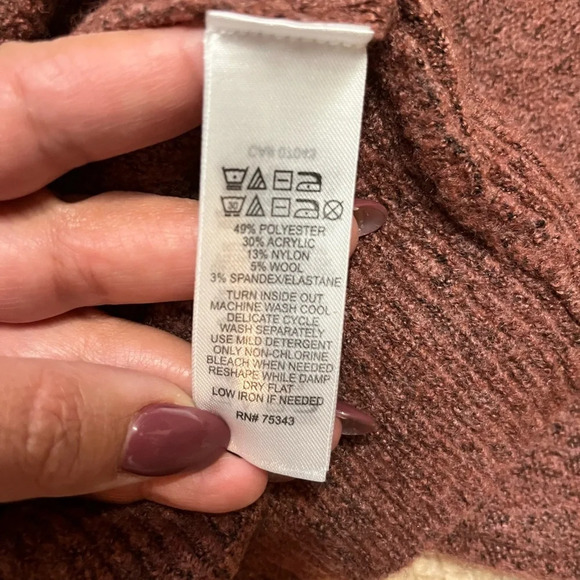 30
49% POLYESTER
30% ACRYLIC
13% NYLON
5% WOOL
3% SPANDEX/ELASTANE
TURN INSIDE OUT
MACHINE WASH COOL
DELICATE CYCLE
WASH SEPARATELY
USE MILD DETERGENT
ONLY NON-CHLORINE
BLEACH WHEN NEEDED
RESHAPE WHILE DAMP
DRY FLAT
LOW IRON IF NEEDED
RN# 75343